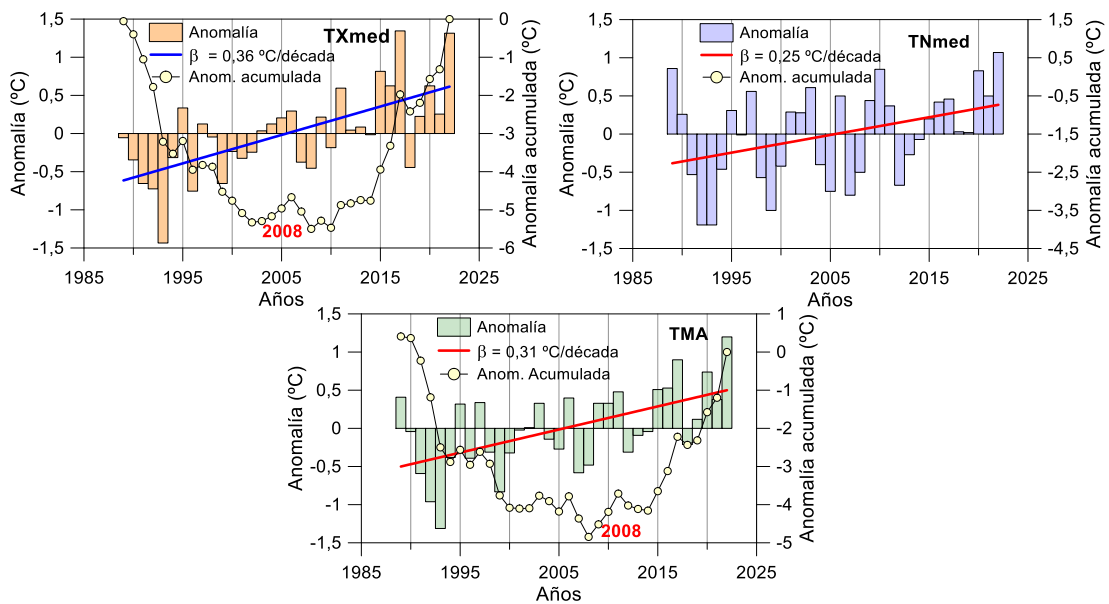 TXmed
Anomalía
β = 0,36 ºC/década
Anom. acumulada
1,5
1
0,5
0
-0,5
-1
-1,5
Anomalía (ºC)
0
-1
-2
-3
-4
-5
-6
Anomalía acumulada (ºC)
2008
1985
1995
2005
2015
2025
Años
TNmed
Anomalía
β = 0,25 ºC/década
Anom. acumulada
1,5
1
0,5
0
-0,5
-1
-1,5
Anomalía (ºC)
1,5
0,5
-0,5
-1,5
-2,5
-3,5
-4,5
Anomalía acumulada (ºC)
1985
1995
2005
2015
2025
Años
TMA
Anomalía
β = 0,31 ºC/década
Anom. Acumulada
1,5
1
0,5
0
-0,5
-1
-1,5
Anomalía (ºC)
1
0
-1
-2
-3
-4
-5
Anomalía acumulada (ºC)
2008
1985
1995
2005
2015
2025
Años